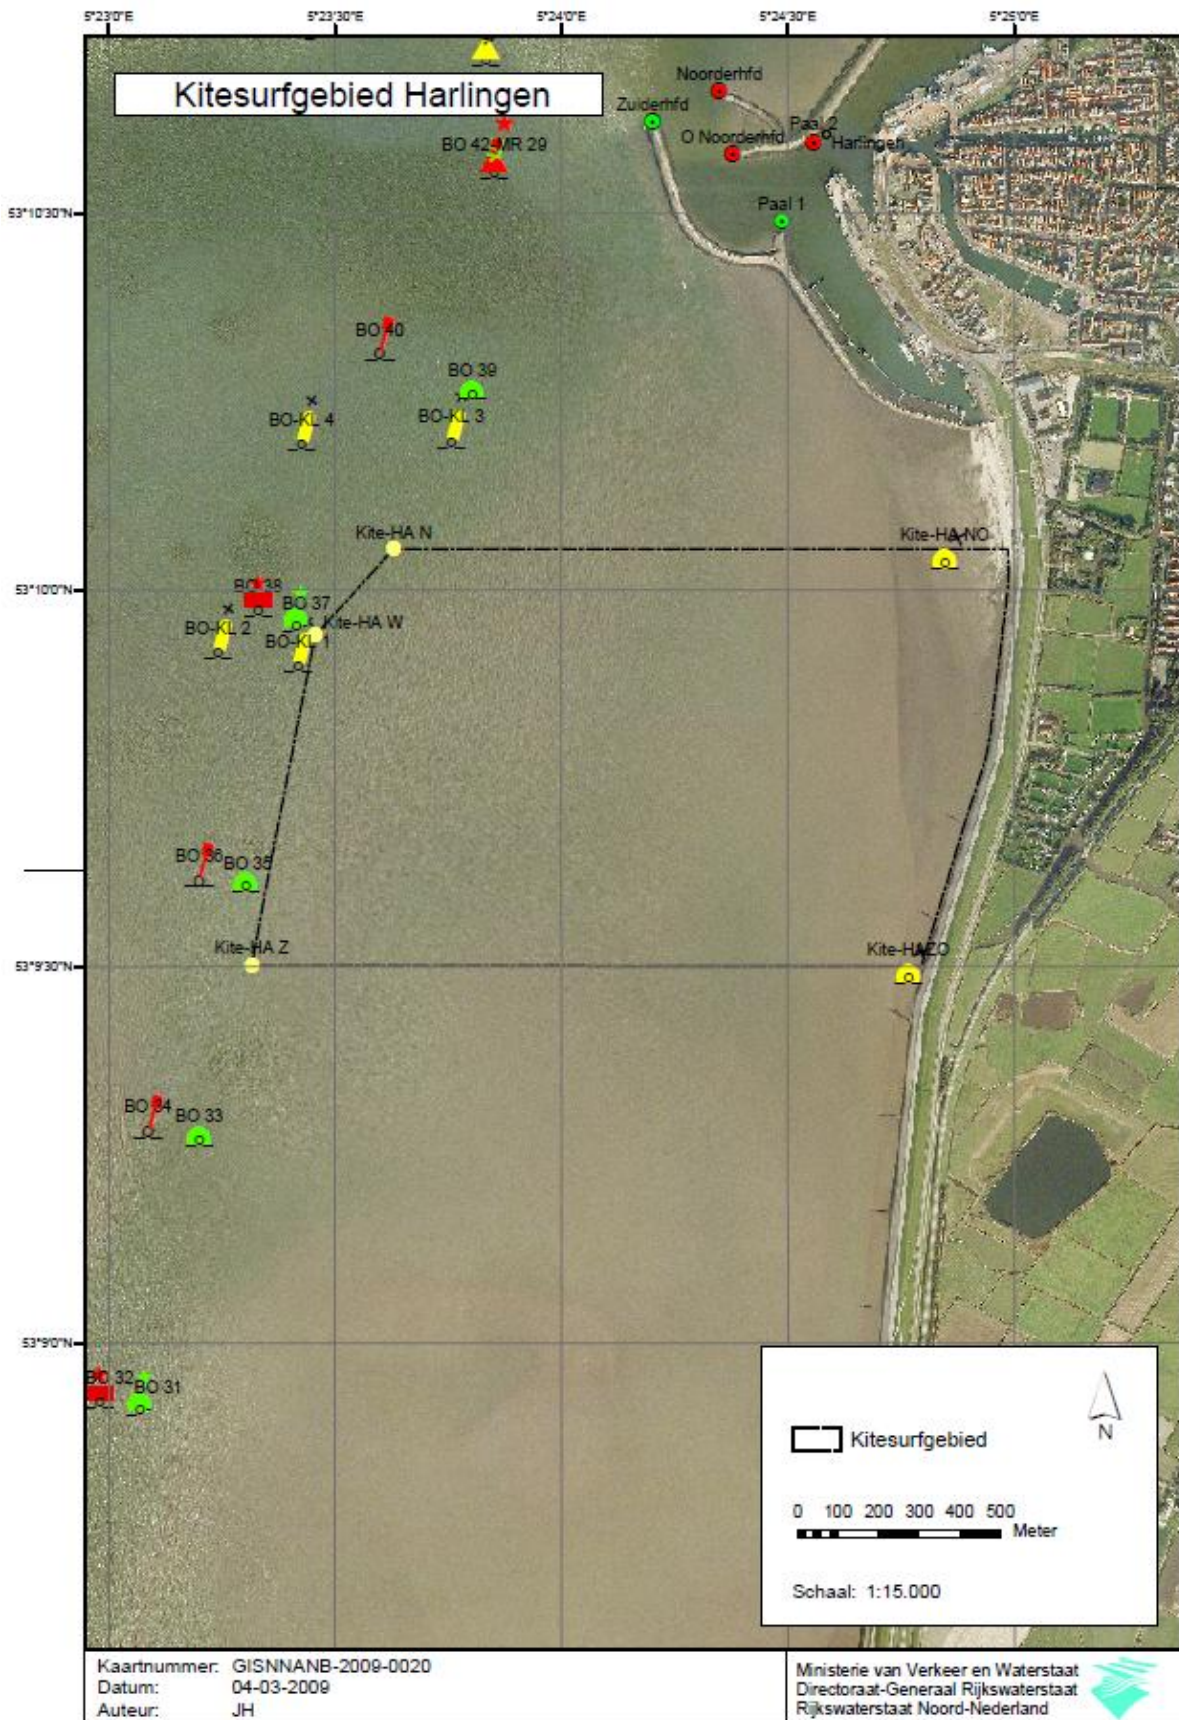 5°23'0"E
5°23'30"E
5°24'0"E
5°24'30"E
5°25'0"E
Kitesurfgebied Harlingen
Noorderhfd
Zuiderhfd
Paal 2
O Noorderhfd
Harlingen
BO 42-MR 29
Paal 1
53°10'30"N
BO 40
BO 39
BO-KL 4
BO-KL 3
Kite-HA N
Kite-HA-NO
53°10'0"N
BO 38
BO 37
BO-KL 2
Kite-HA W
BO-KL 1
BO 36
BO 35
Kite-HA Z
Kite-HAZO
53°9'30"N
BO 34
BO 33
53°9'0"N
BO 32
BO 31
N
Kitesurfgebied
0 100 200 300 400 500
Meter
Schaal: 1:15.000
Kaartnummer: GISNNANB-2009-0020
Datum: 04-03-2009
Auteur: JH
Ministerie van Verkeer en Waterstaat
Directoraat-Generaal Rijkswaterstaat
Rijkswaterstaat Noord-Nederland